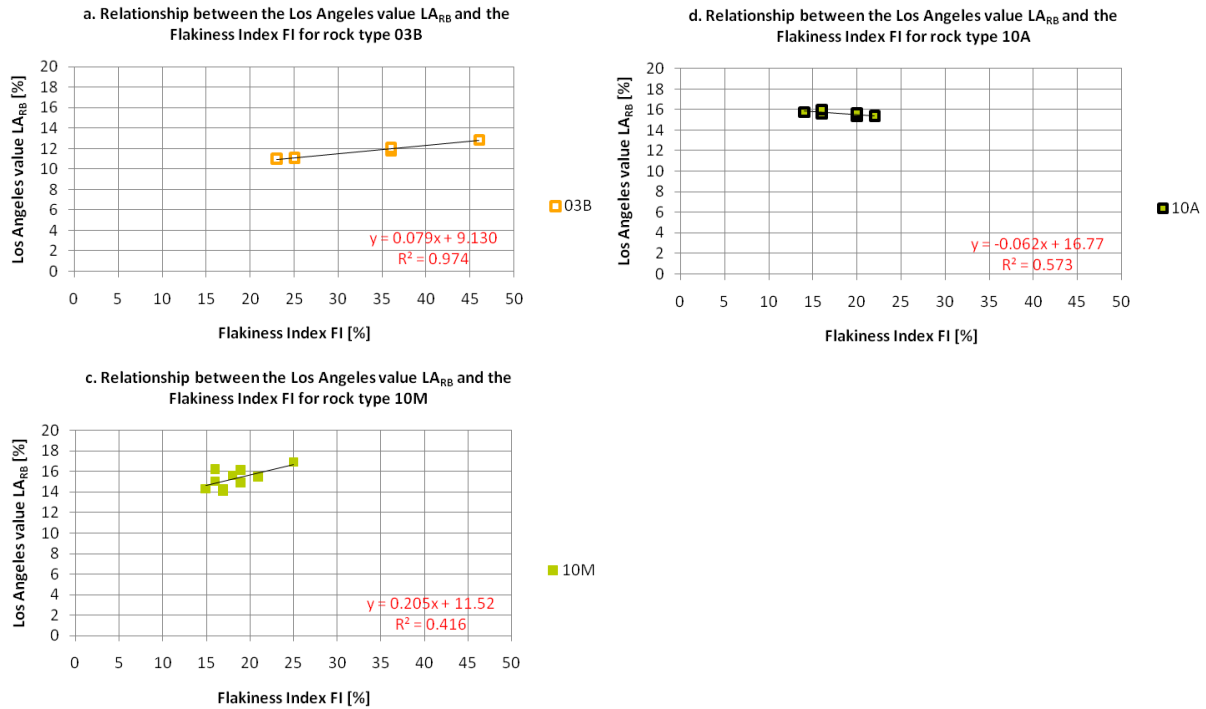 a. Relationship between the Los Angeles value LA_RB and the
Flakiness Index FI for rock type 03B
Los Angeles value LA_RB [%]
20
18
16
14
12
10
8
6
4
2
0
y = 0.079x + 9.130
R² = 0.974
0 5 10 15 20 25 30 35 40 45 50
Flakiness Index FI [%]
03B
d. Relationship between the Los Angeles value LA_RB and the
Flakiness Index FI for rock type 10A
Los Angeles value LA_RB [%]
20
18
16
14
12
10
8
6
4
2
0
y = -0.062x + 16.77
R² = 0.573
0 5 10 15 20 25 30 35 40 45 50
Flakiness Index FI [%]
10A
c. Relationship between the Los Angeles value LA_RB and the
Flakiness Index FI for rock type 10M
Los Angeles value LA_RB [%]
20
18
16
14
12
10
8
6
4
2
0
y = 0.205x + 11.52
R² = 0.416
0 5 10 15 20 25 30 35 40 45 50
Flakiness Index FI [%]
10M